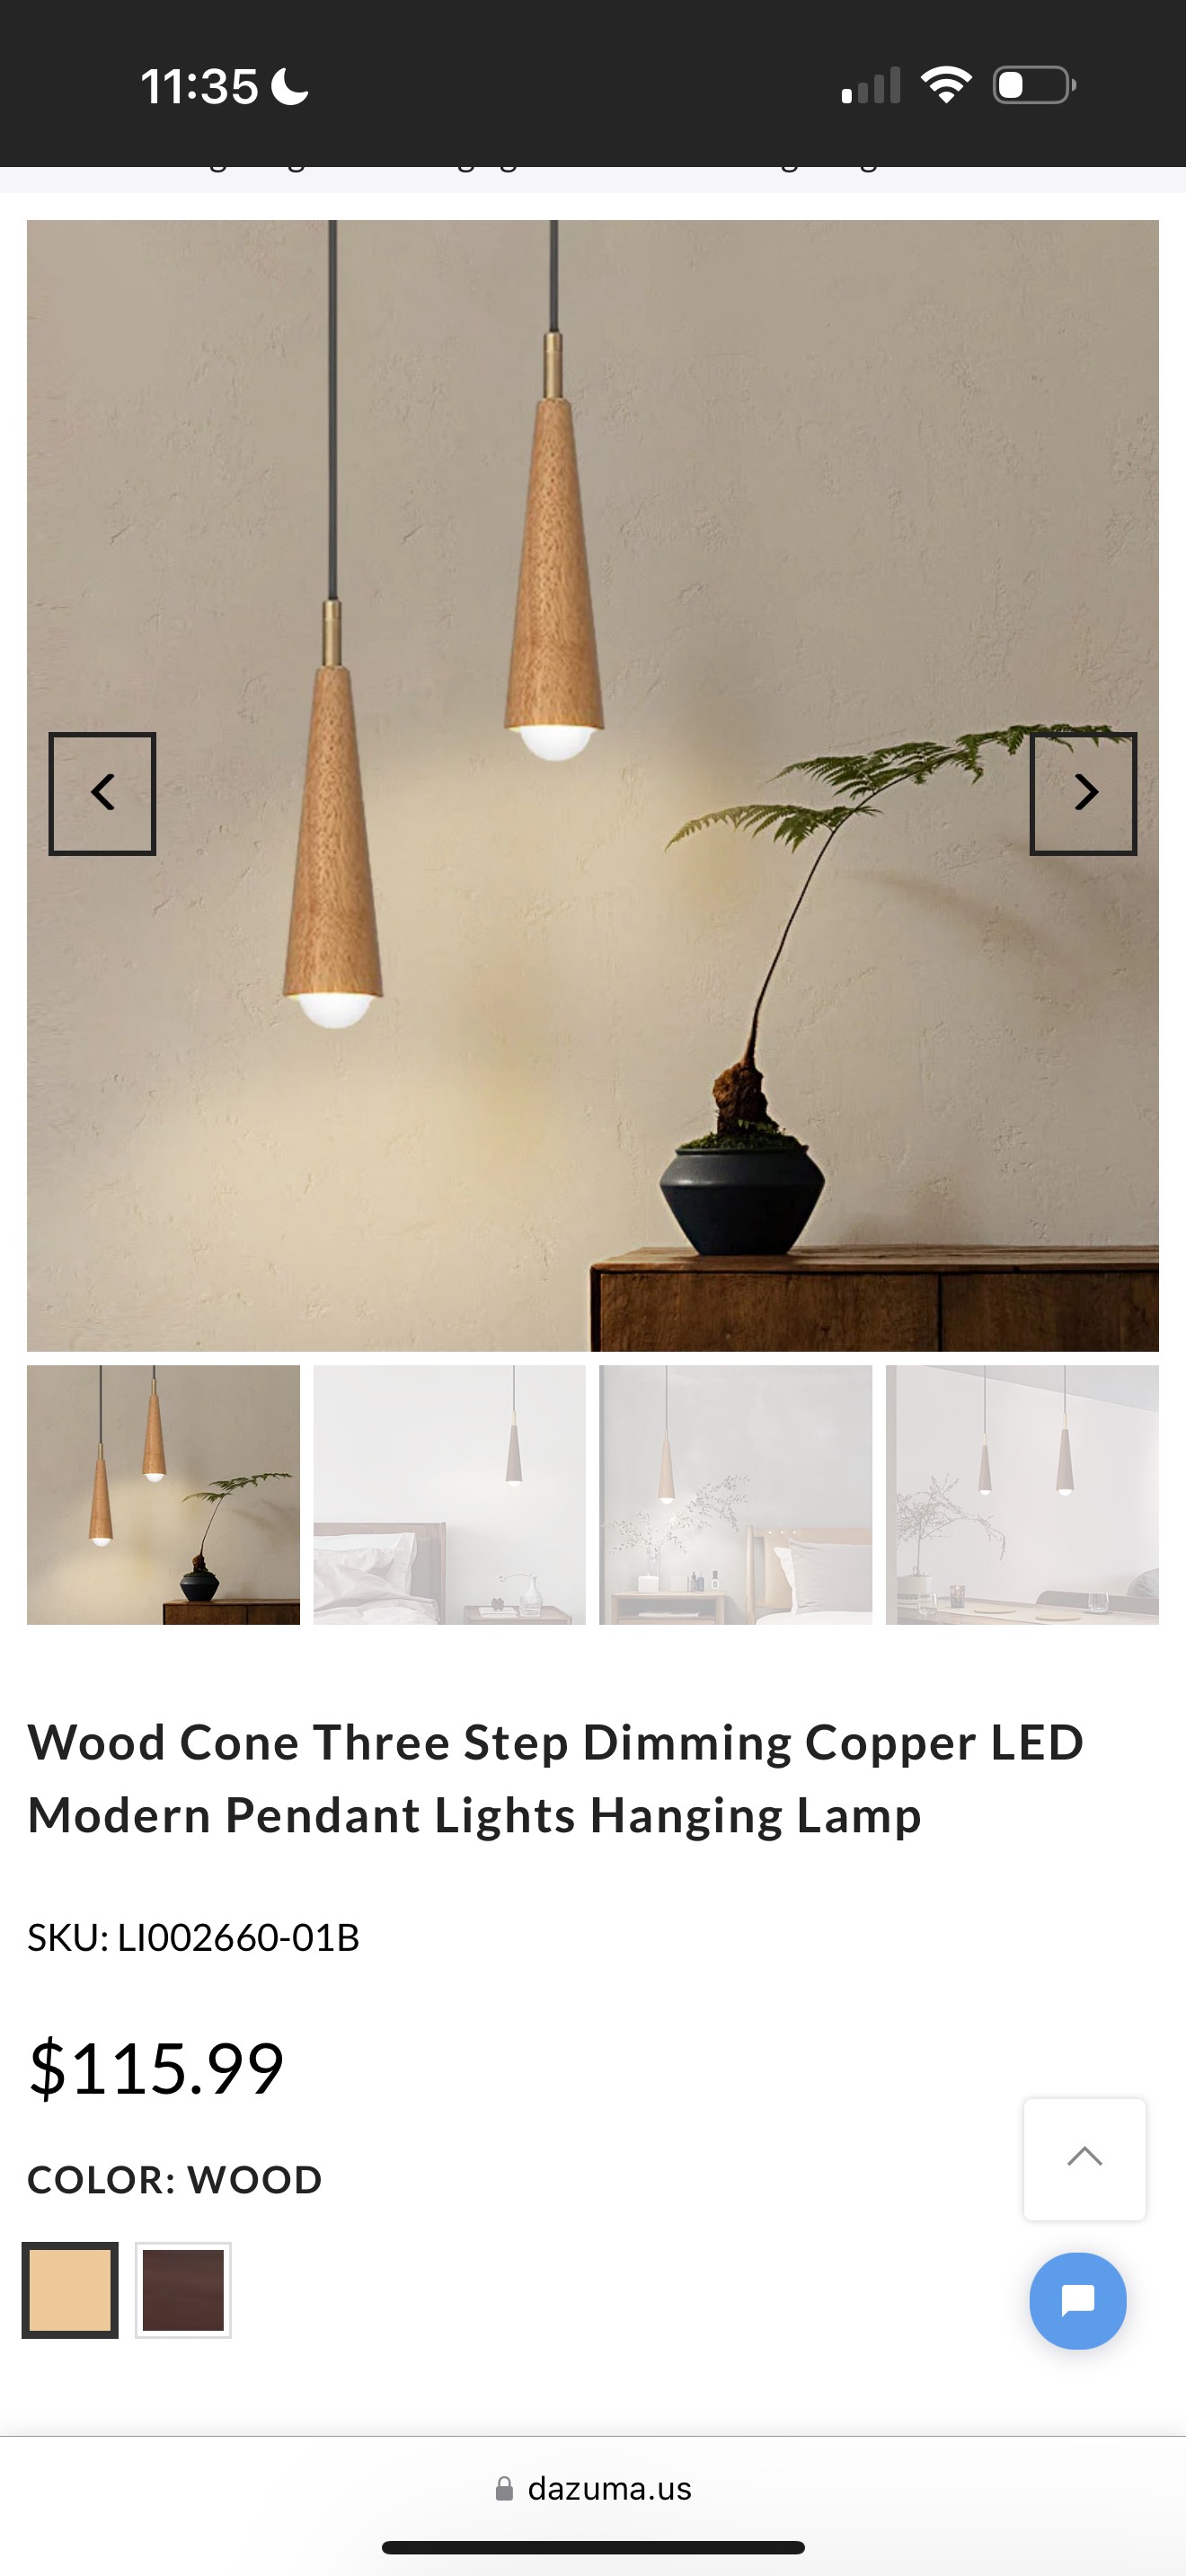 11:35
Wood Cone Three Step Dimming Copper LED
Modern Pendant Lights Hanging Lamp
SKU: LI002660-01B
$115.99
COLOR: WOOD
dazuma.us